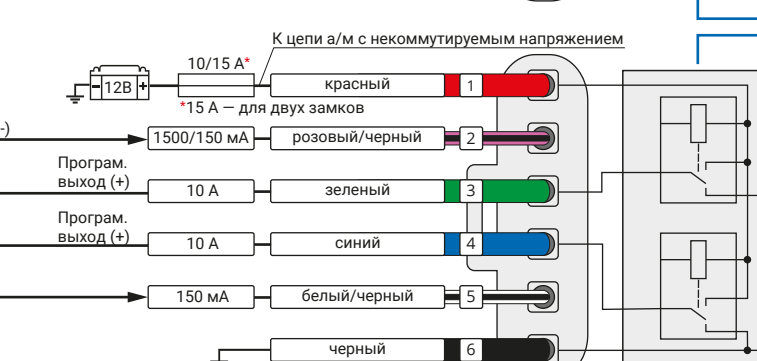 К цепи а/м с некоммутируемым напряжением
10/15 А*
- 12В + красный 1
*15 А — для двух замков
-) 1500/150 мА розовый/черный 2
Програм.
выход (+) 10 А зеленый 3
Програм.
выход (+) 10 А синий 4
150 мА белый/черный 5
черный 6